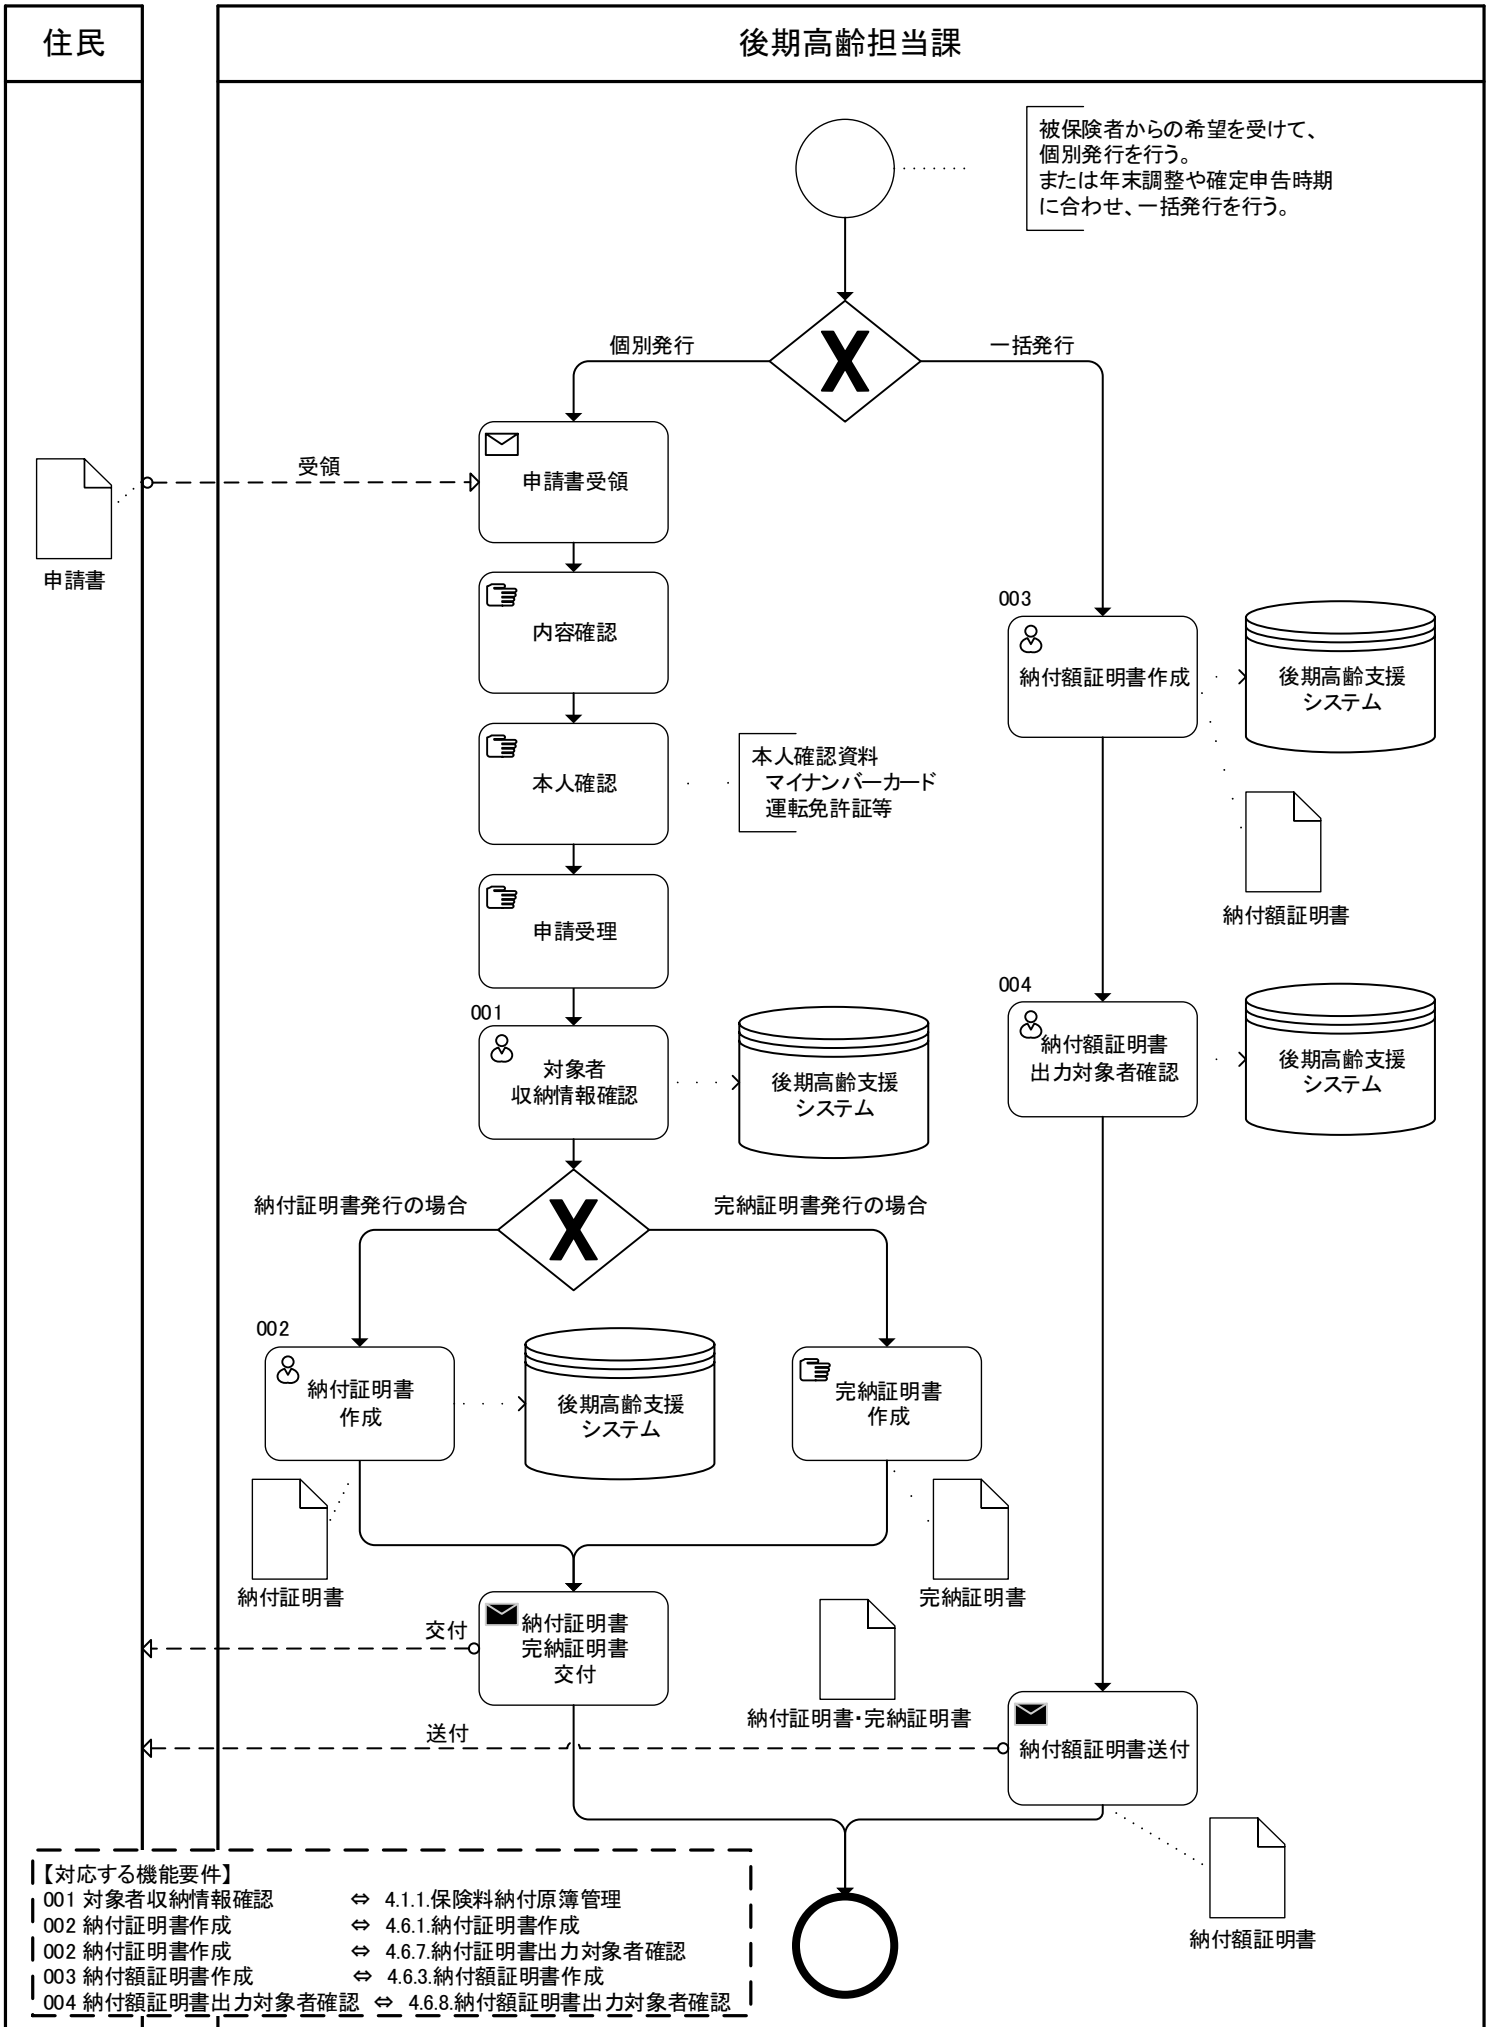 住民
後期高齢担当課
被保険者からの希望を受けて、
個別発行を行う。
または年末調整や確定申告時期
に合わせ、一括発行を行う。
個別発行
一括発行
X
受領
申請書受領
申請書
内容確認
003
納付額証明書作成
後期高齢支援
システム
本人確認
本人確認資料
マイナンバーカード
運転免許証等
納付額証明書
申請受理
004
納付額証明書
出力対象者確認
後期高齢支援
システム
001
対象者
収納情報確認
後期高齢支援
システム
納付証明書発行の場合
完納証明書発行の場合
X
002
納付証明書
作成
後期高齢支援
システム
完納証明書
作成
納付証明書
完納証明書
交付
納付証明書
完納証明書
交付
納付証明書・完納証明書
送付
納付額証明書送付
納付額証明書
【対応する機能要件】
001 対象者収納情報確認 ⇔ 4.1.1.保険料納付原簿管理
002 納付証明書作成 ⇔ 4.6.1.納付証明書作成
002 納付証明書作成 ⇔ 4.6.7.納付証明書出力対象者確認
003 納付額証明書作成 ⇔ 4.6.3.納付額証明書作成
004 納付額証明書出力対象者確認 ⇔ 4.6.8.納付額証明書出力対象者確認